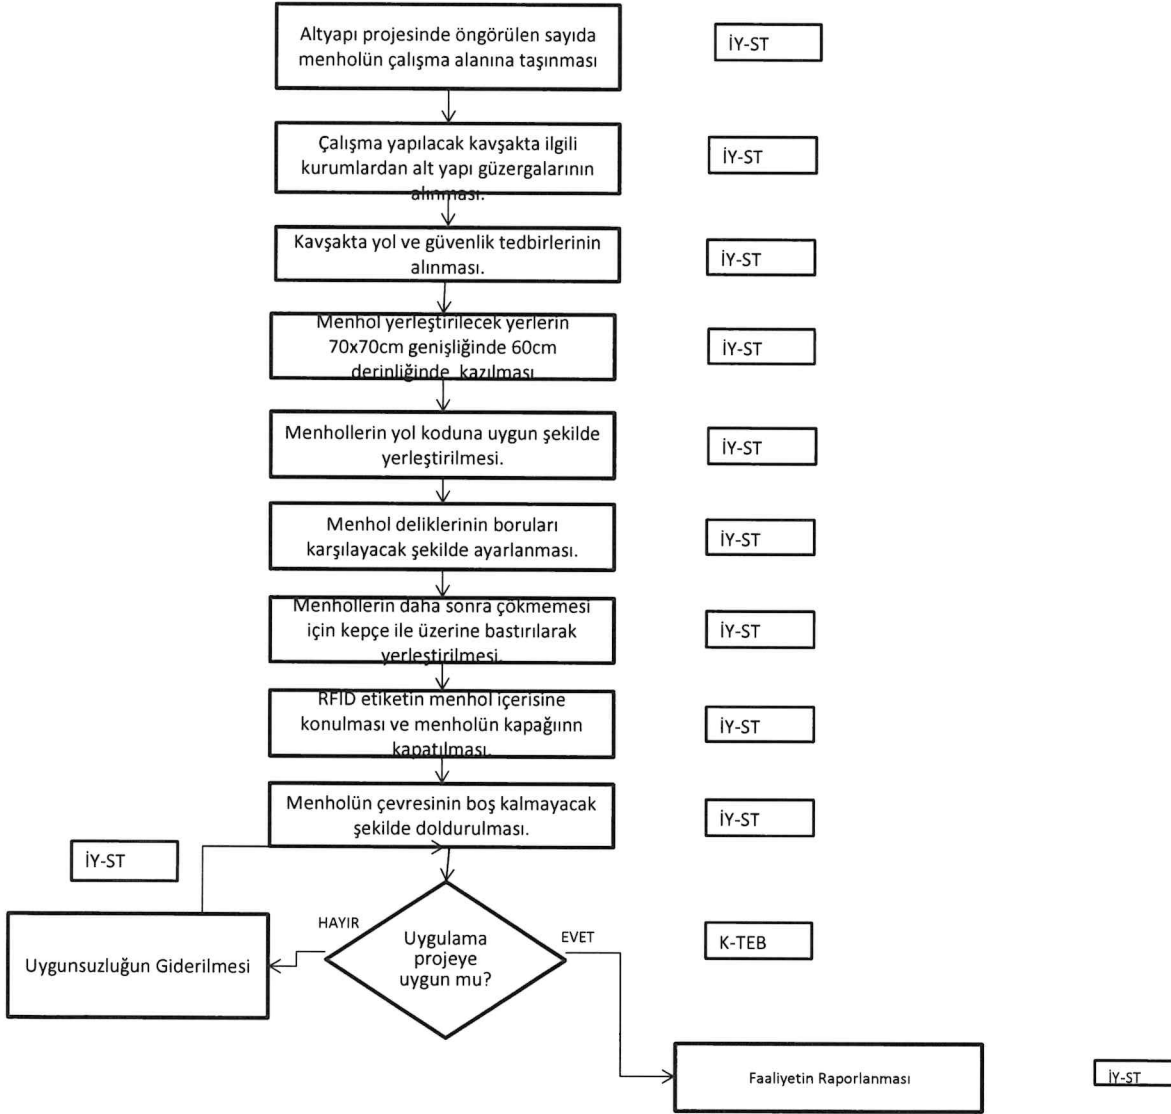 Altyapı projesinde öngörülen sayıda
menholün çalışma alanına taşınması
İY-ST
Çalışma yapılacak kavşakta ilgili
kurumlardan alt yapı güzergalarının
alınması.
İY-ST
Kavşakta yol ve güvenlik tedbirlerinin
alınması.
İY-ST
Menhol yerleştirilecek yerlerin
70x70cm genişliğinde 60cm
derinliğinde kazılması
İY-ST
Menhollerin yol koduna uygun şekilde
yerleştirilmesi.
İY-ST
Menhol deliklerinin boruları
karşılayacak şekilde ayarlanması.
İY-ST
Menhollerin daha sonra çökmemesi
için kepçe ile üzerine bastırılarak
yerleştirilmesi.
İY-ST
RFID etiketin menhol içerisine
konulması ve menholün kapağıınn
kapatılması.
İY-ST
Menholün çevresinin boş kalmayacak
şekilde doldurulması.
İY-ST
İY-ST
Uygunsuzluğun Giderilmesi
HAYIR
Uygulama
projeye
uygun mu?
EVET
K-TEB
Faaliyetin Raporlanması
İY-ST